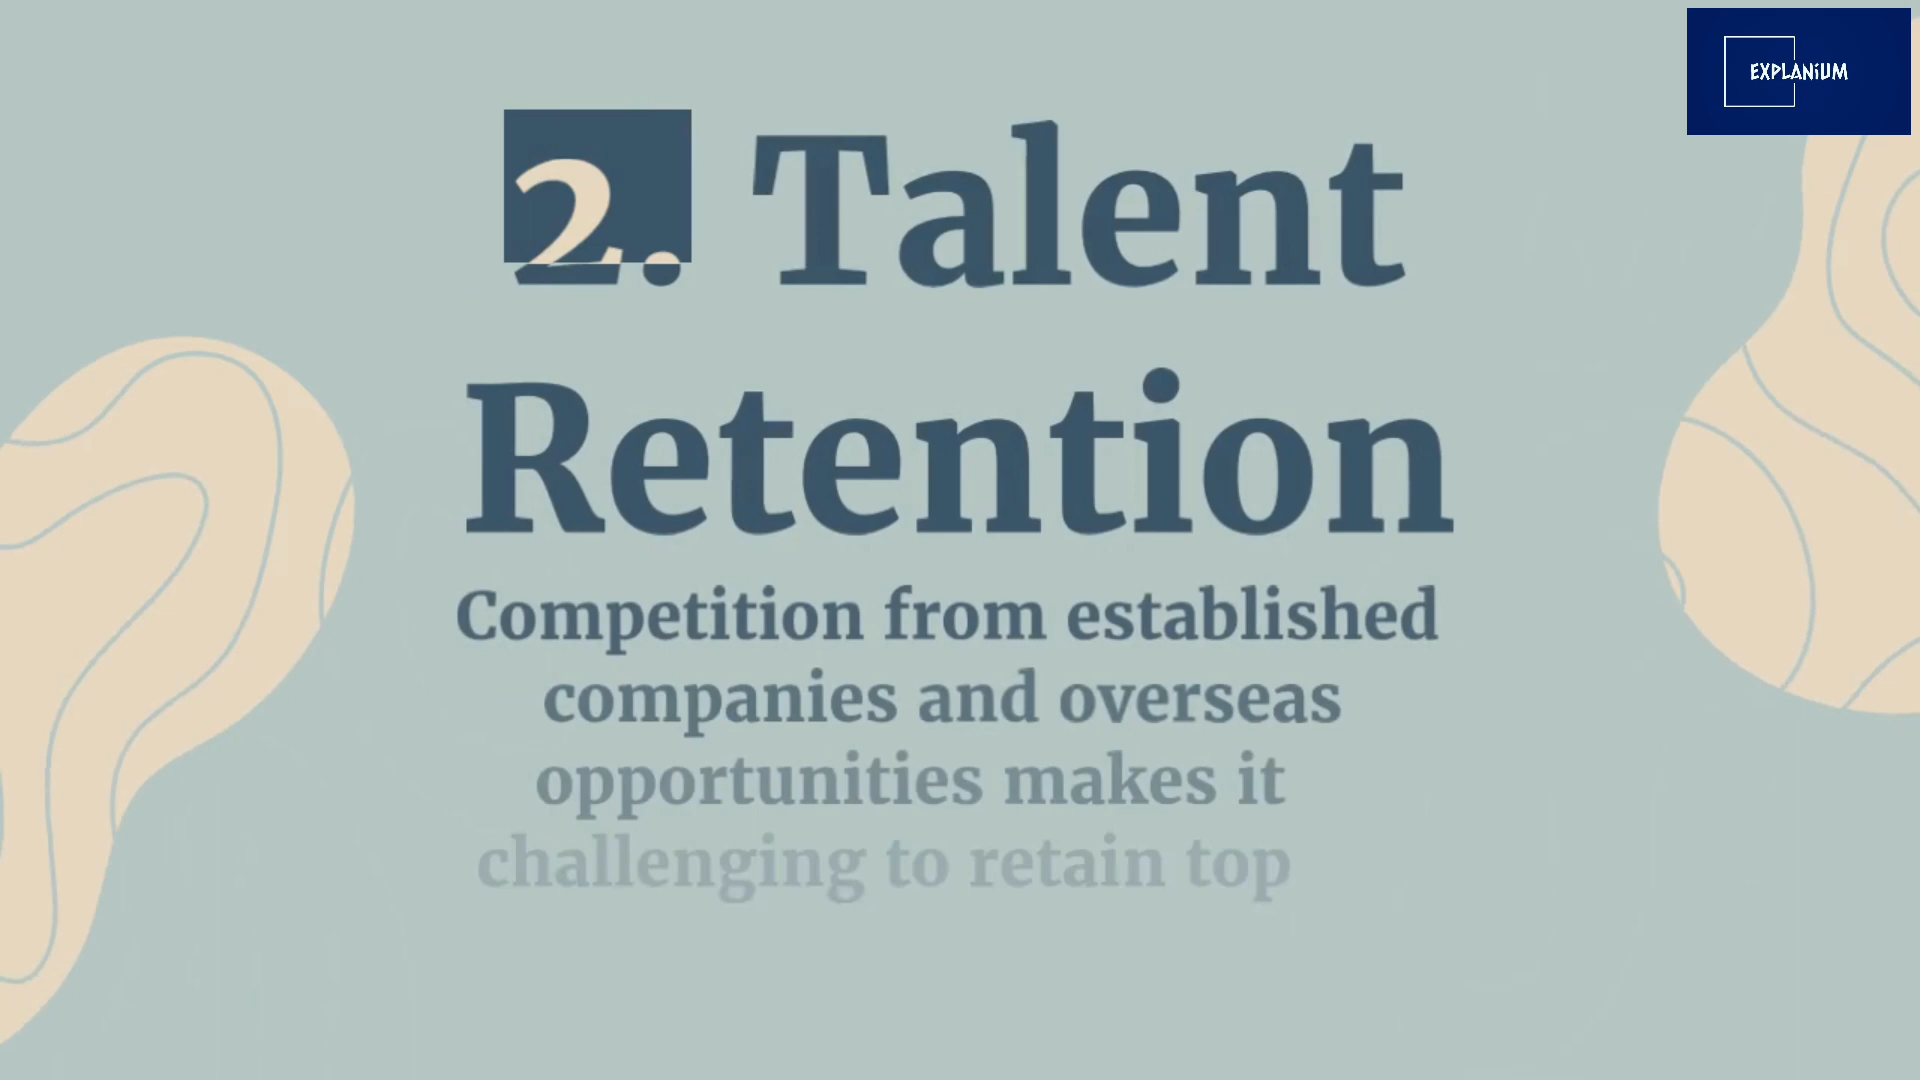 EXPLANiUM
2. Talent
Retention
Competition from established
companies and overseas
opportunities makes it
challenging to retain top